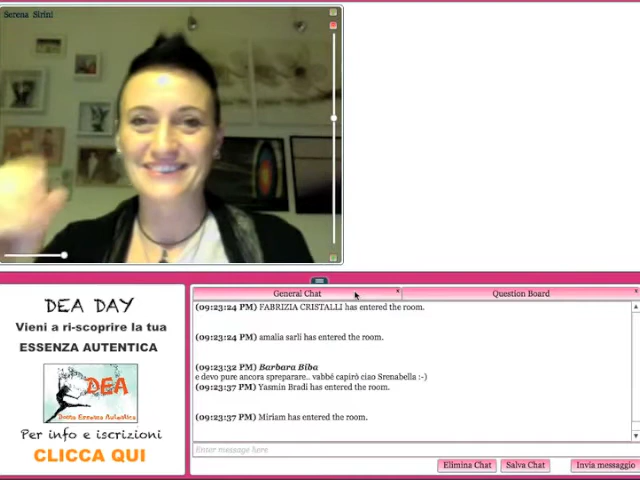 Serena Sirini
DEA DAY
Vieni a ri-scoprire la tua
ESSENZA AUTENTICA
DEA
Donna Essenza Autentica
Per info e iscrizioni
CLICCA QUI
General Chat
Question Board
(09:23:24 PM) FABRIZIA CRISTALLI has entered the room.
(09:23:24 PM) amalia sarli has entered the room.
(09:23:32 PM) Barbara Biba
e devo pure ancora spreparare.. vabbé capirò ciao Srenabella :-)
(09:23:37 PM) Yasmin Bradi has entered the room.
(09:23:37 PM) Miriam has entered the room.
Enter message here
Elimina Chat
Salva Chat
Invia messaggio